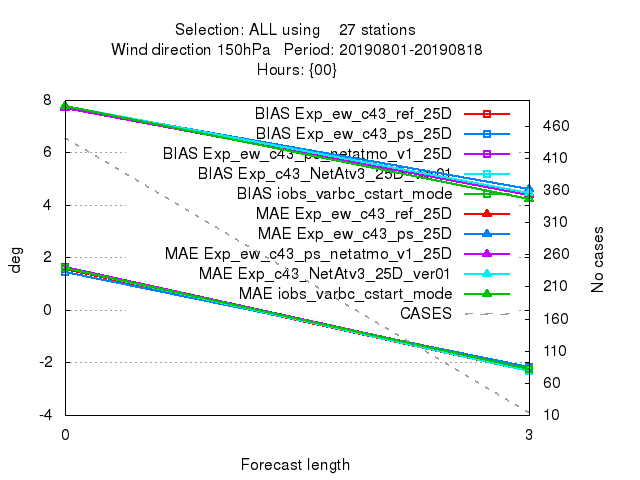 Selection: ALL using    27 stations
Wind direction 150hPa   Period: 20190801-20190818
Hours: {00}
8
6
4
2
0
-2
-4
deg
BIAS Exp_ew_c43_ref_25D
BIAS Exp_ew_c43_ps_25D
BIAS Exp_ew_c43_ps_netatmo_v1_25D
BIAS Exp_c43_NetAtv3_25D_ver01
BIAS iobs_varbc_cstart_mode
MAE Exp_ew_c43_ref_25D
MAE Exp_ew_c43_ps_25D
MAE Exp_ew_c43_ps_netatmo_v1_25D
MAE Exp_c43_NetAtv3_25D_ver01
MAE iobs_varbc_cstart_mode
CASES
460
410
360
310
260
210
160
110
60
10
No cases
0
3
Forecast length